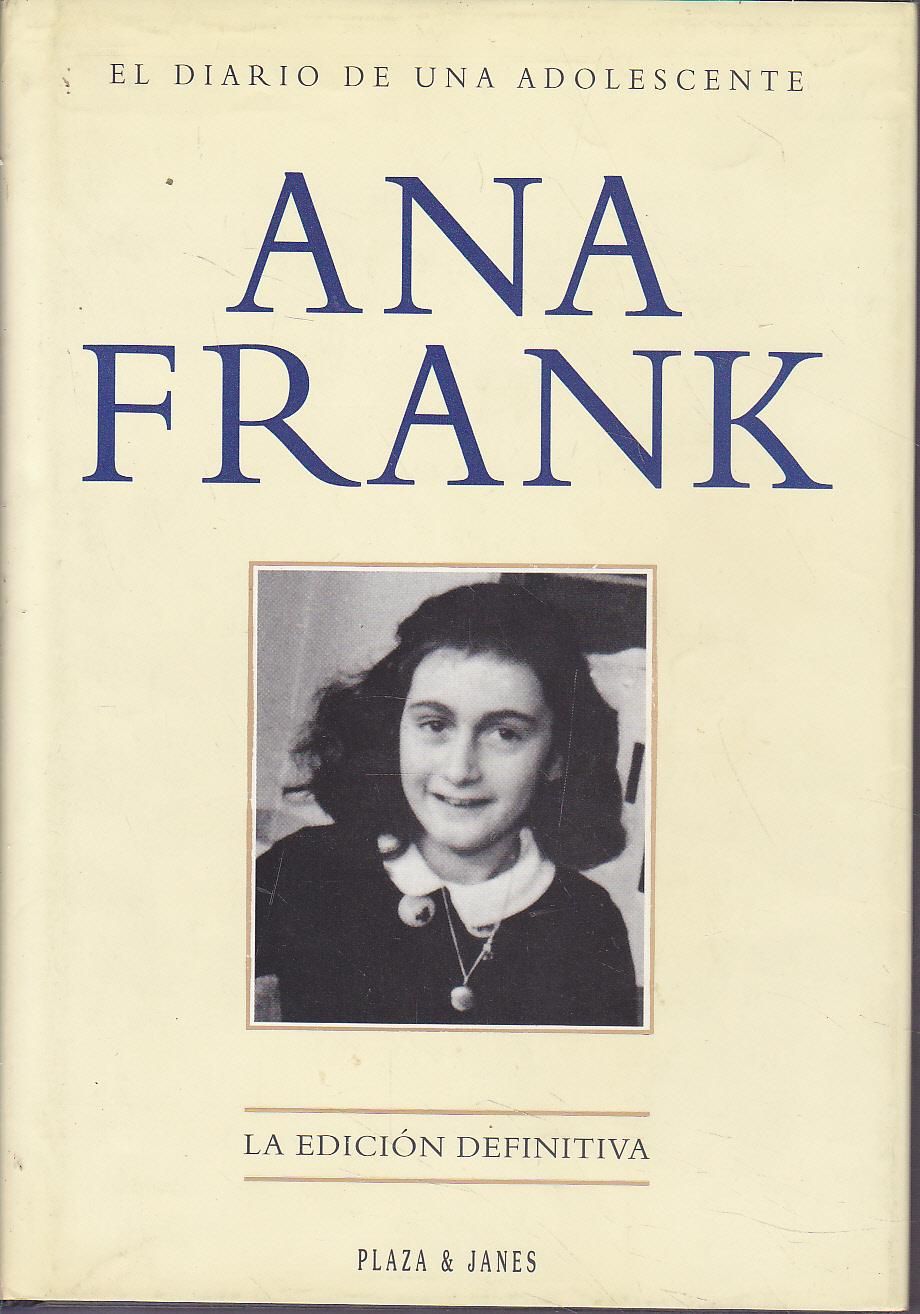 EL DIARIO DE UNA ADOLESCENTE
ANA
FRANK
LA EDICIÓN DEFINITIVA
PLAZA & JANES